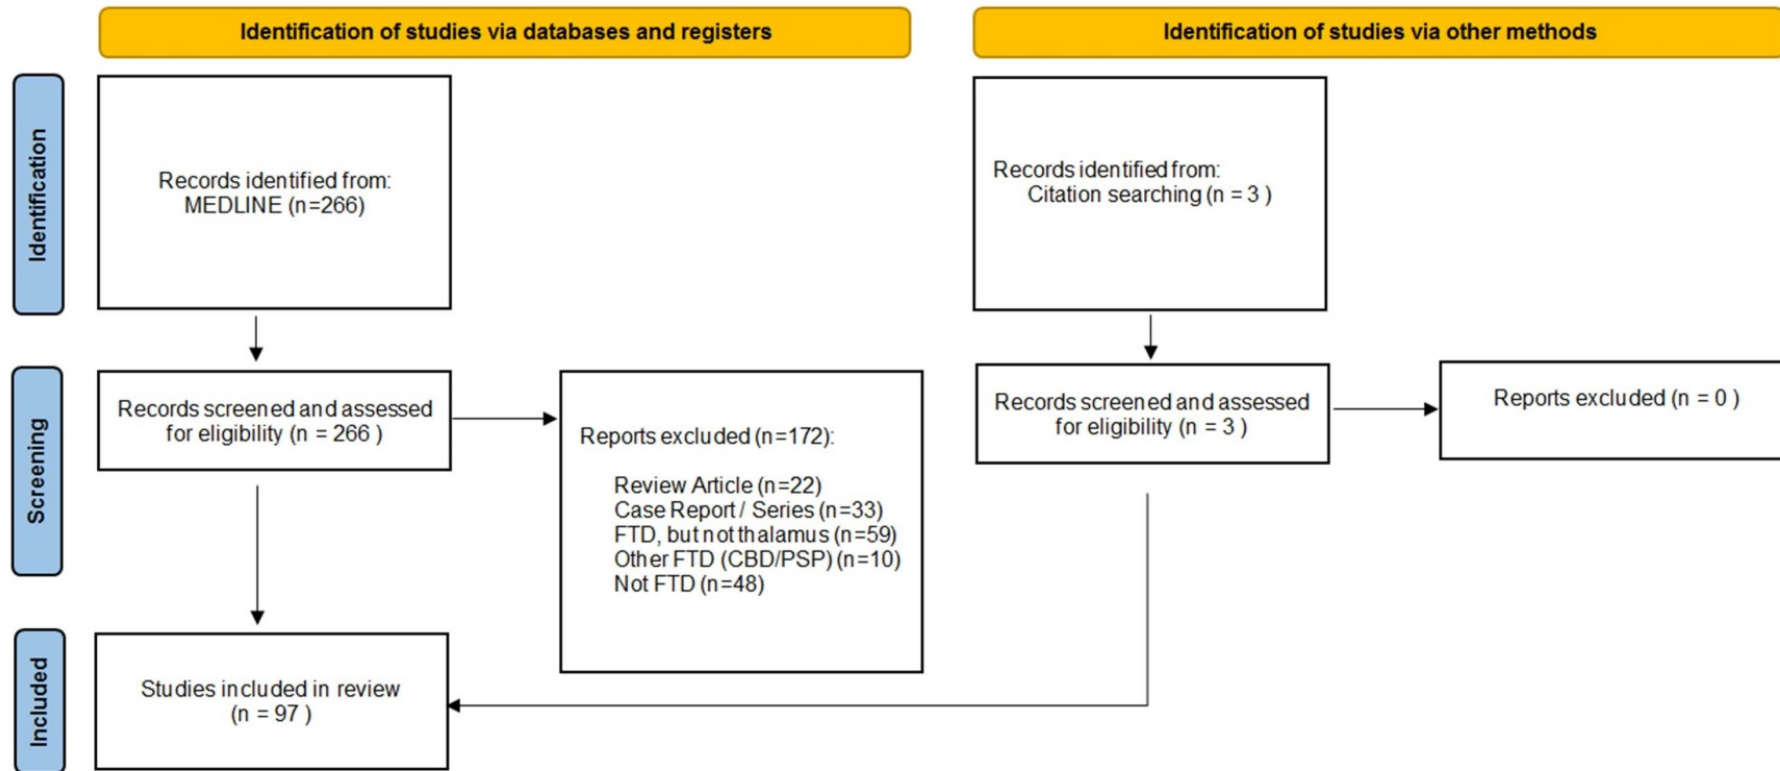 Identification of studies via databases and registers
Identification of studies via other methods
Identification
Records identified from:
MEDLINE (n=266)
Records identified from:
Citation searching (n = 3 )
Screening
Records screened and assessed
for eligibility (n = 266 )
Reports excluded (n=172):
Review Article (n=22)
Case Report / Series (n=33)
FTD, but not thalamus (n=59)
Other FTD (CBD/PSP) (n=10)
Not FTD (n=48)
Records screened and assessed
for eligibility (n = 3 )
Reports excluded (n = 0 )
Included
Studies included in review
(n = 97 )